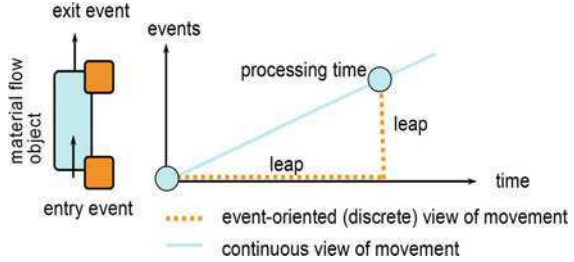 exit event
events
processing time
material flow
object
leap
leap
entry event
time
event-oriented (discrete) view of movement
continuous view of movement